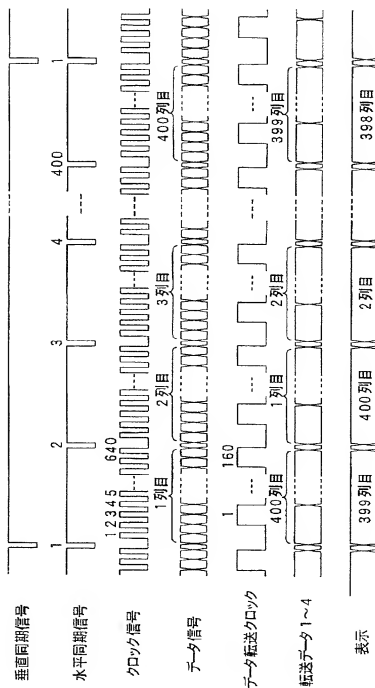 垂直同期信号
水平同期信号 1 2 3 4 400 1
クロック信号 1 2 3 4 5 640
データ信号 1列目 2列目 3列目 400列目
データ転送クロック 1 160
転送データ1〜4 400列目 1列目 2列目 399列目
表示 399列目 400列目 2列目 398列目